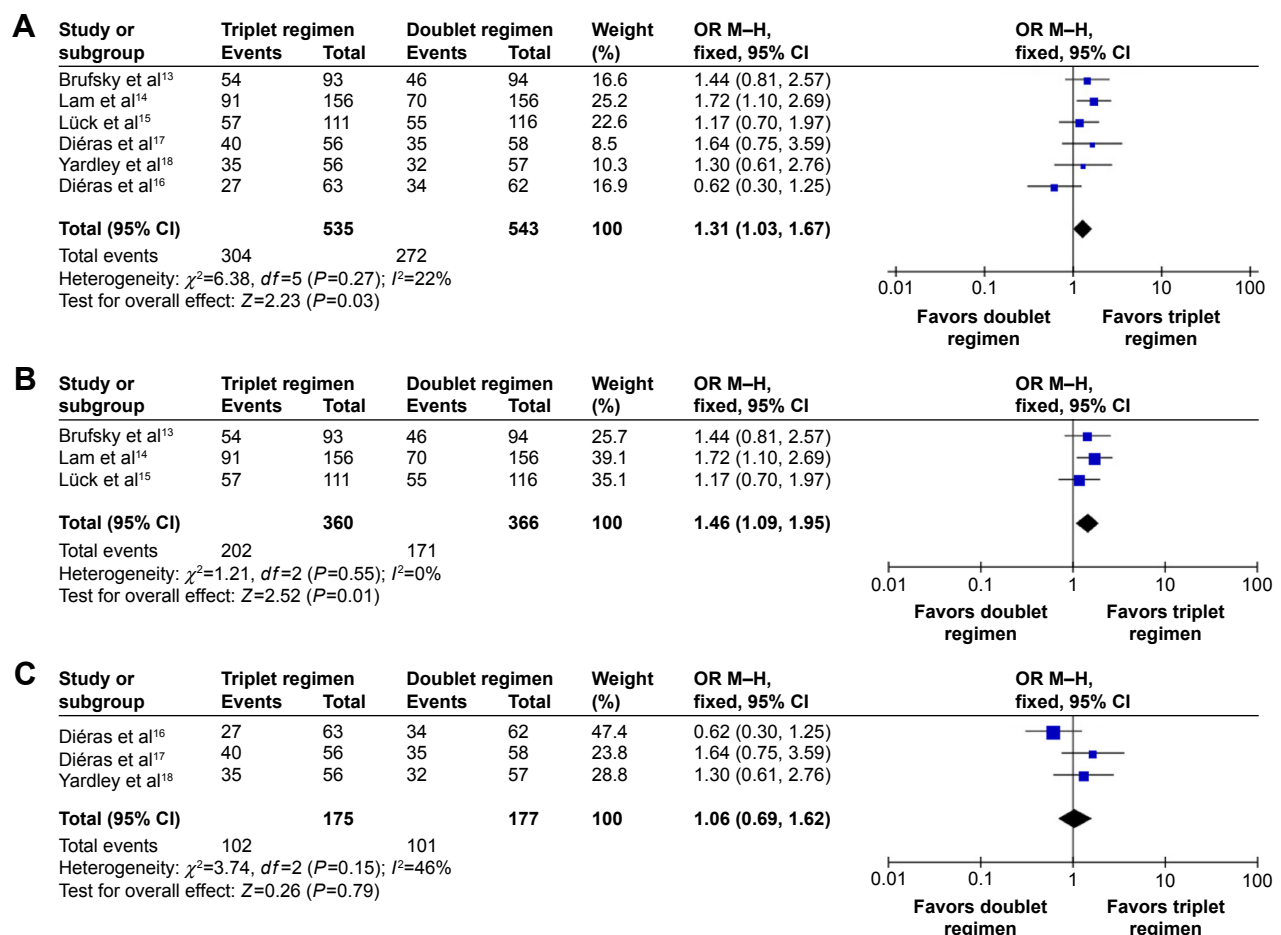 A
Study or Triplet regimen Doublet regimen Weight OR M–H, OR M–H,
subgroup Events Total Events Total (%) fixed, 95% CI fixed, 95% CI
Brufsky et al¹³ 54 93 46 94 16.6 1.44 (0.81, 2.57)
Lam et al¹⁴ 91 156 70 156 25.2 1.72 (1.10, 2.69)
Lück et al¹⁵ 57 111 55 116 22.6 1.17 (0.70, 1.97)
Diéras et al¹⁷ 40 56 35 58 8.5 1.64 (0.75, 3.59)
Yardley et al¹⁸ 35 56 32 57 10.3 1.30 (0.61, 2.76)
Diéras et al¹⁶ 27 63 34 62 16.9 0.62 (0.30, 1.25)
Total (95% CI) 535 543 100 1.31 (1.03, 1.67)
Total events 304 272
Heterogeneity: χ²=6.38, df=5 (P=0.27); I²=22%
Test for overall effect: Z=2.23 (P=0.03)
0.01 0.1 1 10 100
Favors doublet Favors triplet
regimen regimen
B
Study or Triplet regimen Doublet regimen Weight OR M–H, OR M–H,
subgroup Events Total Events Total (%) fixed, 95% CI fixed, 95% CI
Brufsky et al¹³ 54 93 46 94 25.7 1.44 (0.81, 2.57)
Lam et al¹⁴ 91 156 70 156 39.1 1.72 (1.10, 2.69)
Lück et al¹⁵ 57 111 55 116 35.1 1.17 (0.70, 1.97)
Total (95% CI) 360 366 100 1.46 (1.09, 1.95)
Total events 202 171
Heterogeneity: χ²=1.21, df=2 (P=0.55); I²=0%
Test for overall effect: Z=2.52 (P=0.01)
0.01 0.1 1 10 100
Favors doublet Favors triplet
regimen regimen
C
Study or Triplet regimen Doublet regimen Weight OR M–H, OR M–H,
subgroup Events Total Events Total (%) fixed, 95% CI fixed, 95% CI
Diéras et al¹⁶ 27 63 34 62 47.4 0.62 (0.30, 1.25)
Diéras et al¹⁷ 40 56 35 58 23.8 1.64 (0.75, 3.59)
Yardley et al¹⁸ 35 56 32 57 28.8 1.30 (0.61, 2.76)
Total (95% CI) 175 177 100 1.06 (0.69, 1.62)
Total events 102 101
Heterogeneity: χ²=3.74, df=2 (P=0.15); I²=46%
Test for overall effect: Z=0.26 (P=0.79)
0.01 0.1 1 10 100
Favors doublet Favors triplet
regimen regimen